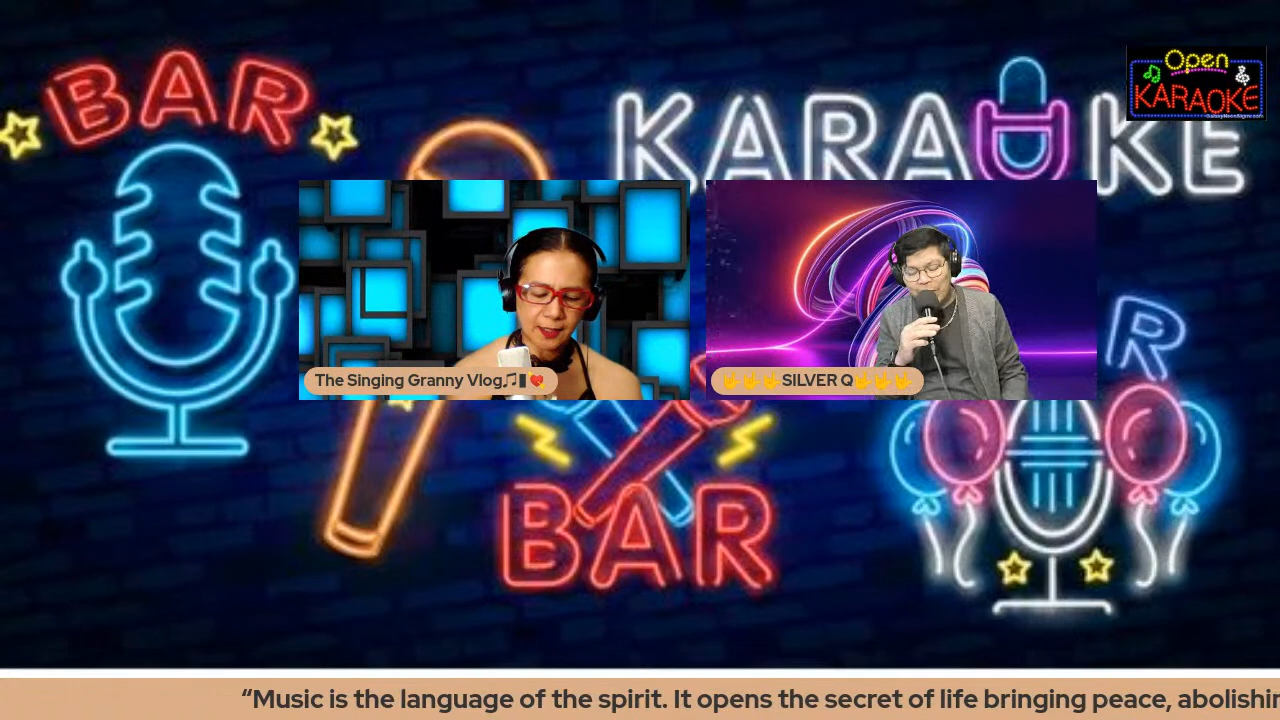 BAR
KARAOKE
Open
KARAOKE
The Singing Granny Vlog🎵▮💘
🤟🤟🤟SILVER Q🤟🤟🤟
R
BAR
“Music is the language of the spirit. It opens the secret of life bringing peace,